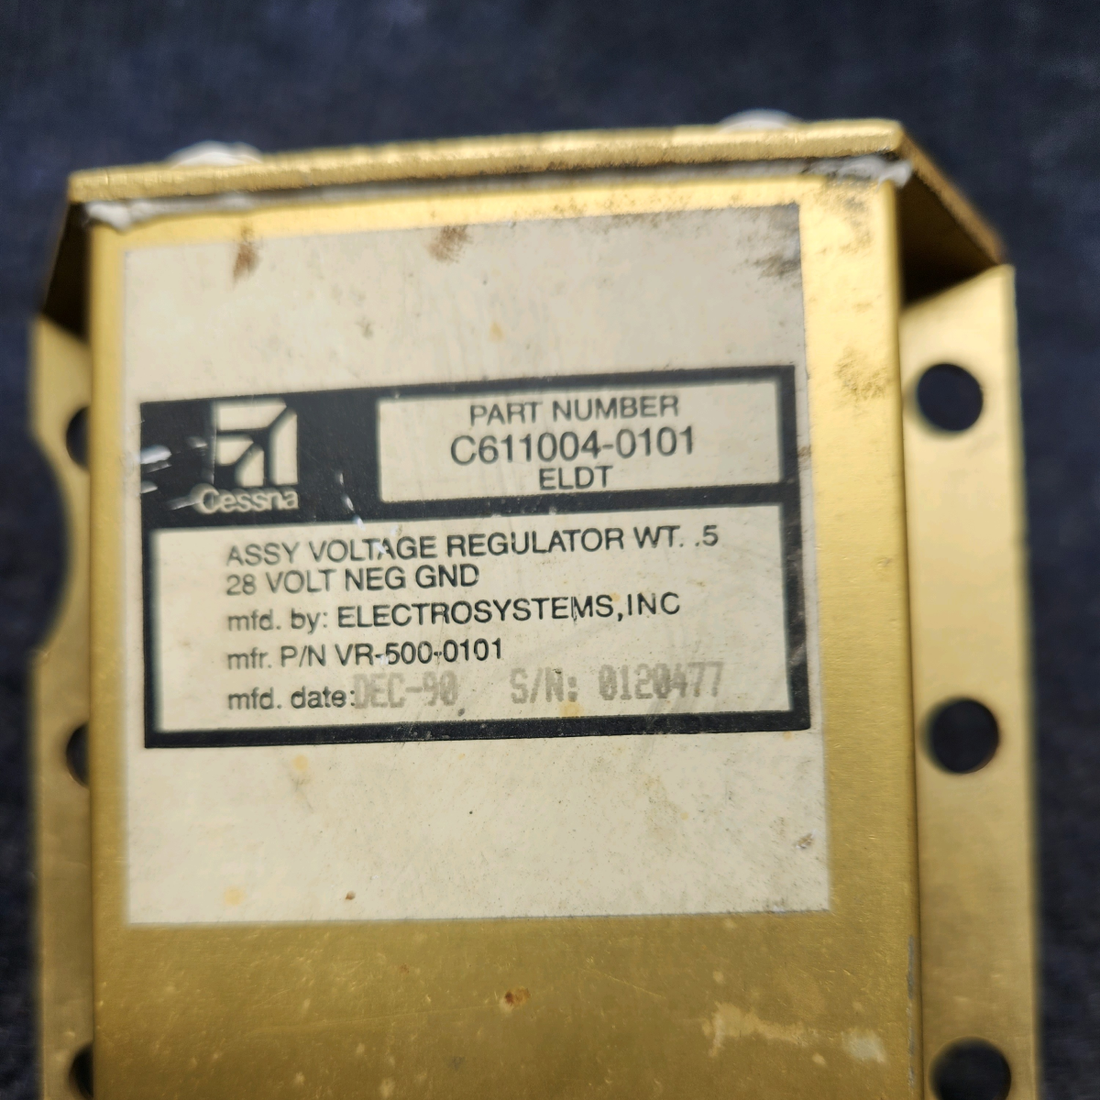 Cessna
PART NUMBER
C611004-0101
ELDT
ASSY VOLTAGE REGULATOR WT. .5
28 VOLT NEG GND
mfd. by: ELECTROSYSTEMS,INC
mfr. P/N VR-500-0101
mfd. date: DEC-90 S/N: 0120477